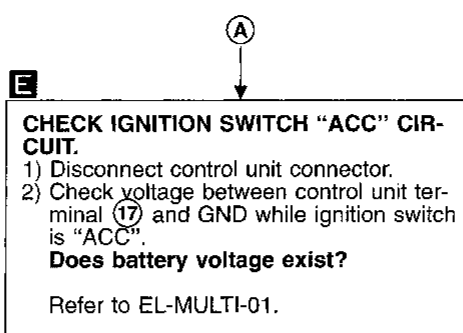 A
E
CHECK IGNITION SWITCH “ACC” CIR-
CUIT.
1) Disconnect control unit connector.
2) Check voltage between control unit ter-
minal 17 and GND while ignition switch
is “ACC”.
Does battery voltage exist?
Refer to EL-MULTI-01.